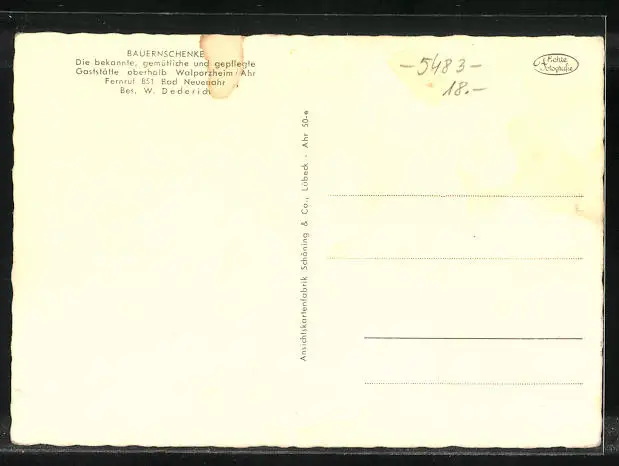 BAUERNSCHENKE
Die bekannte, gemütliche und gepflegte
Gaststätte oberhalb Walporzheim/Ahr
Fernruf 851 Bad Neuenahr
Bes. W. Dederich
-5483-
18.-
Echte
Fotografie
Ansichtskartenfabrik Schöning & Co., Lübeck - Ahr 50-e